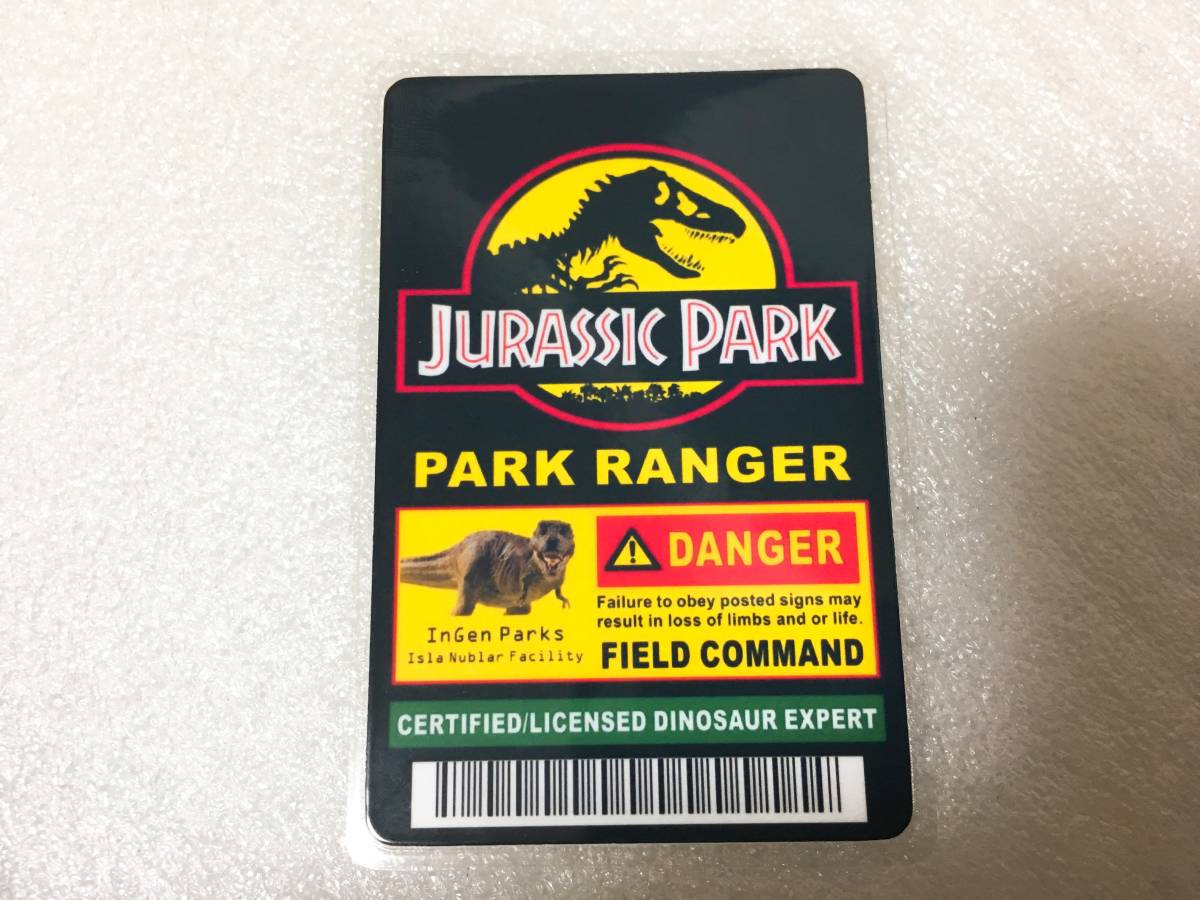 JURASSIC PARK
PARK RANGER
DANGER
Failure to obey posted signs may
result in loss of limbs and or life.
FIELD COMMAND
InGen Parks
Isla Nublar Facility
CERTIFIED/LICENSED DINOSAUR EXPERT